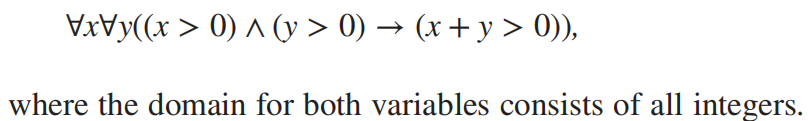 ∀x∀y((x > 0) ∧ (y > 0) → (x + y > 0)),
where the domain for both variables consists of all integers.